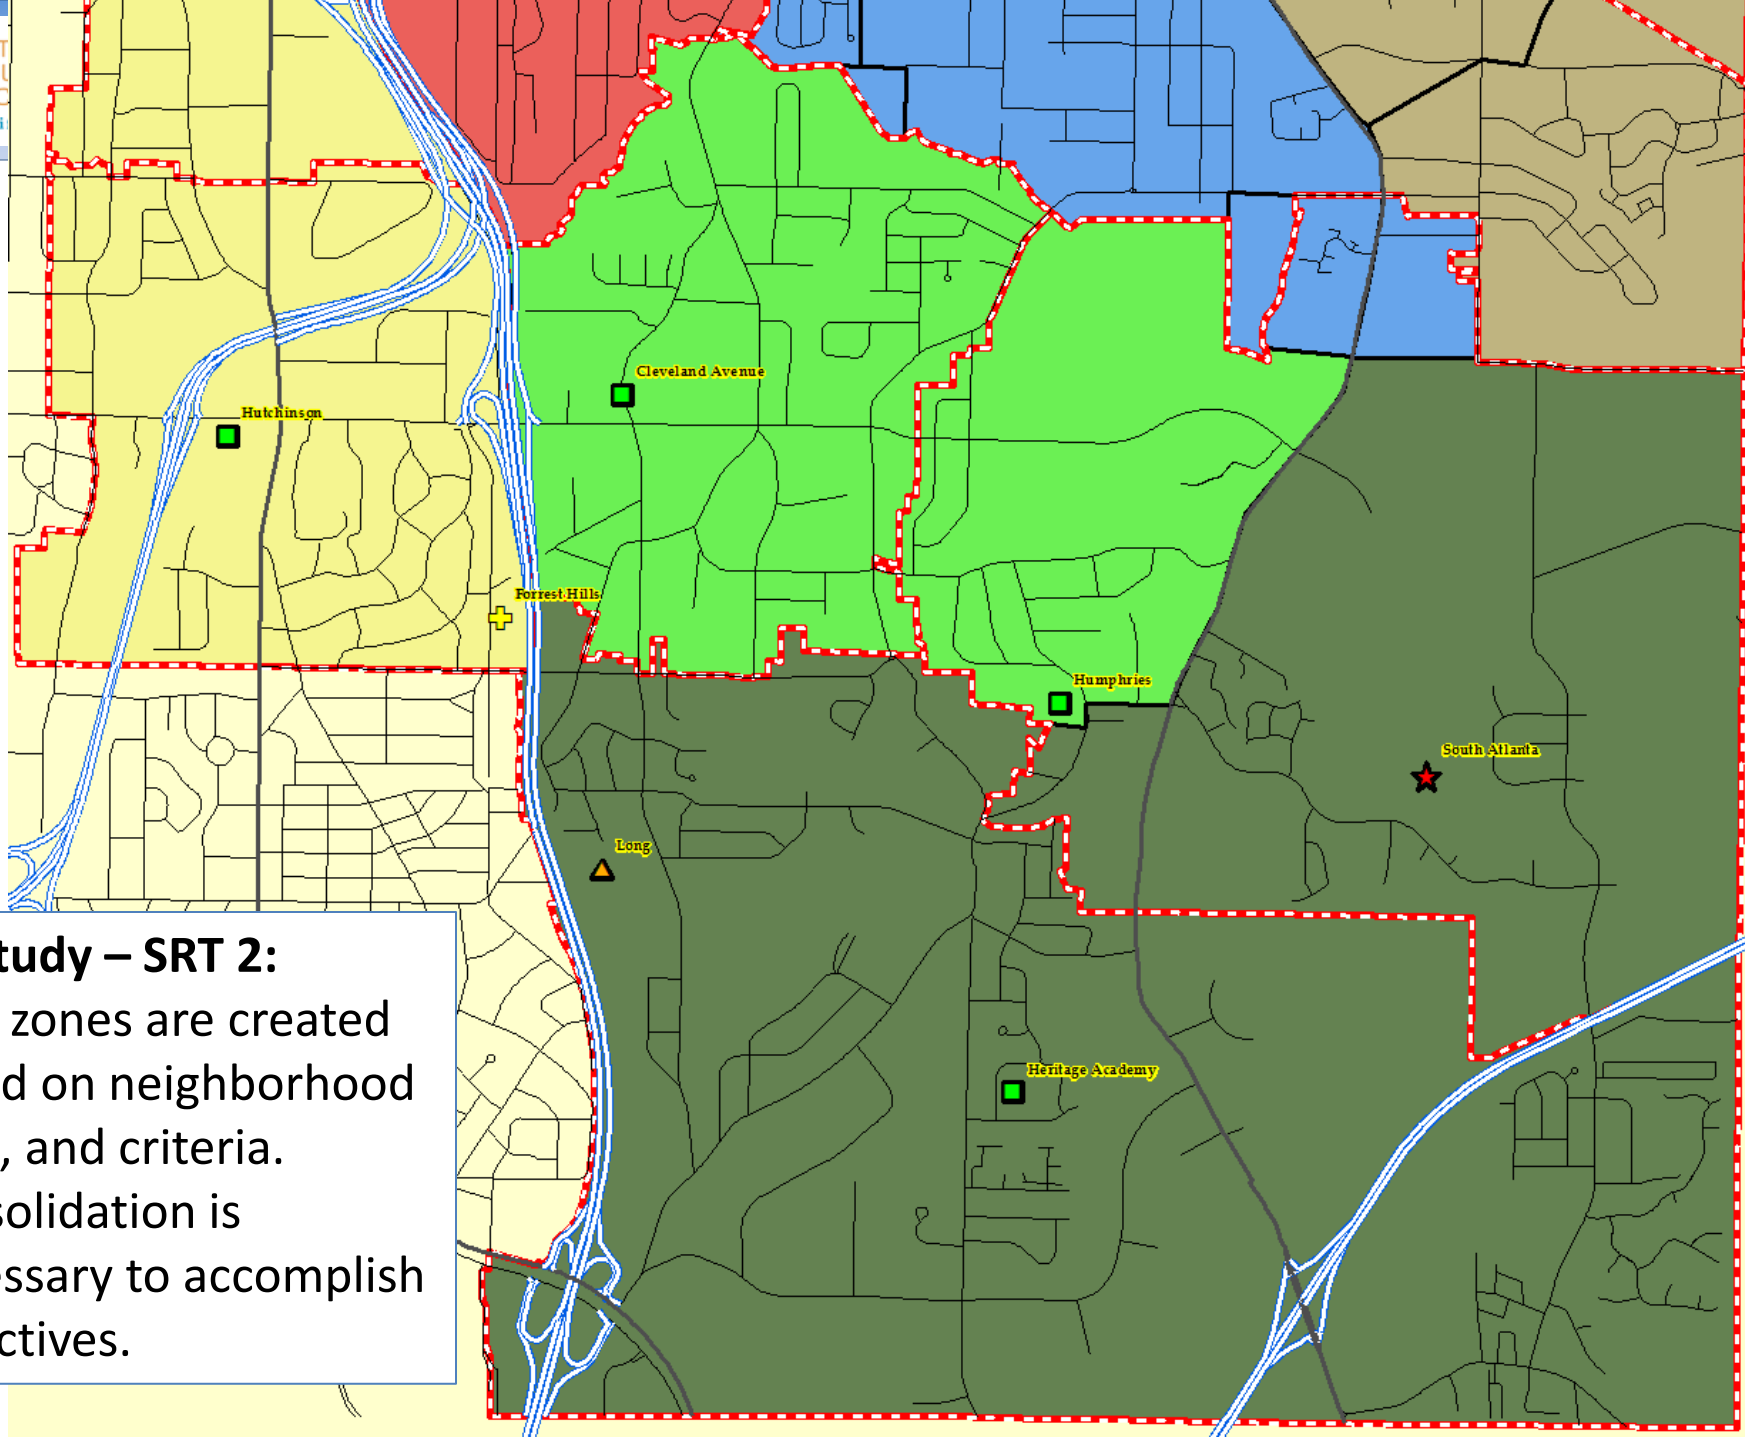 Cleveland Avenue
Hutchinson
Forrest Hills
Humphries
South Atlanta
Long
Heritage Academy
tudy – SRT 2:
zones are created
d on neighborhood
, and criteria.
solidation is
ssary to accomplish
ctives.